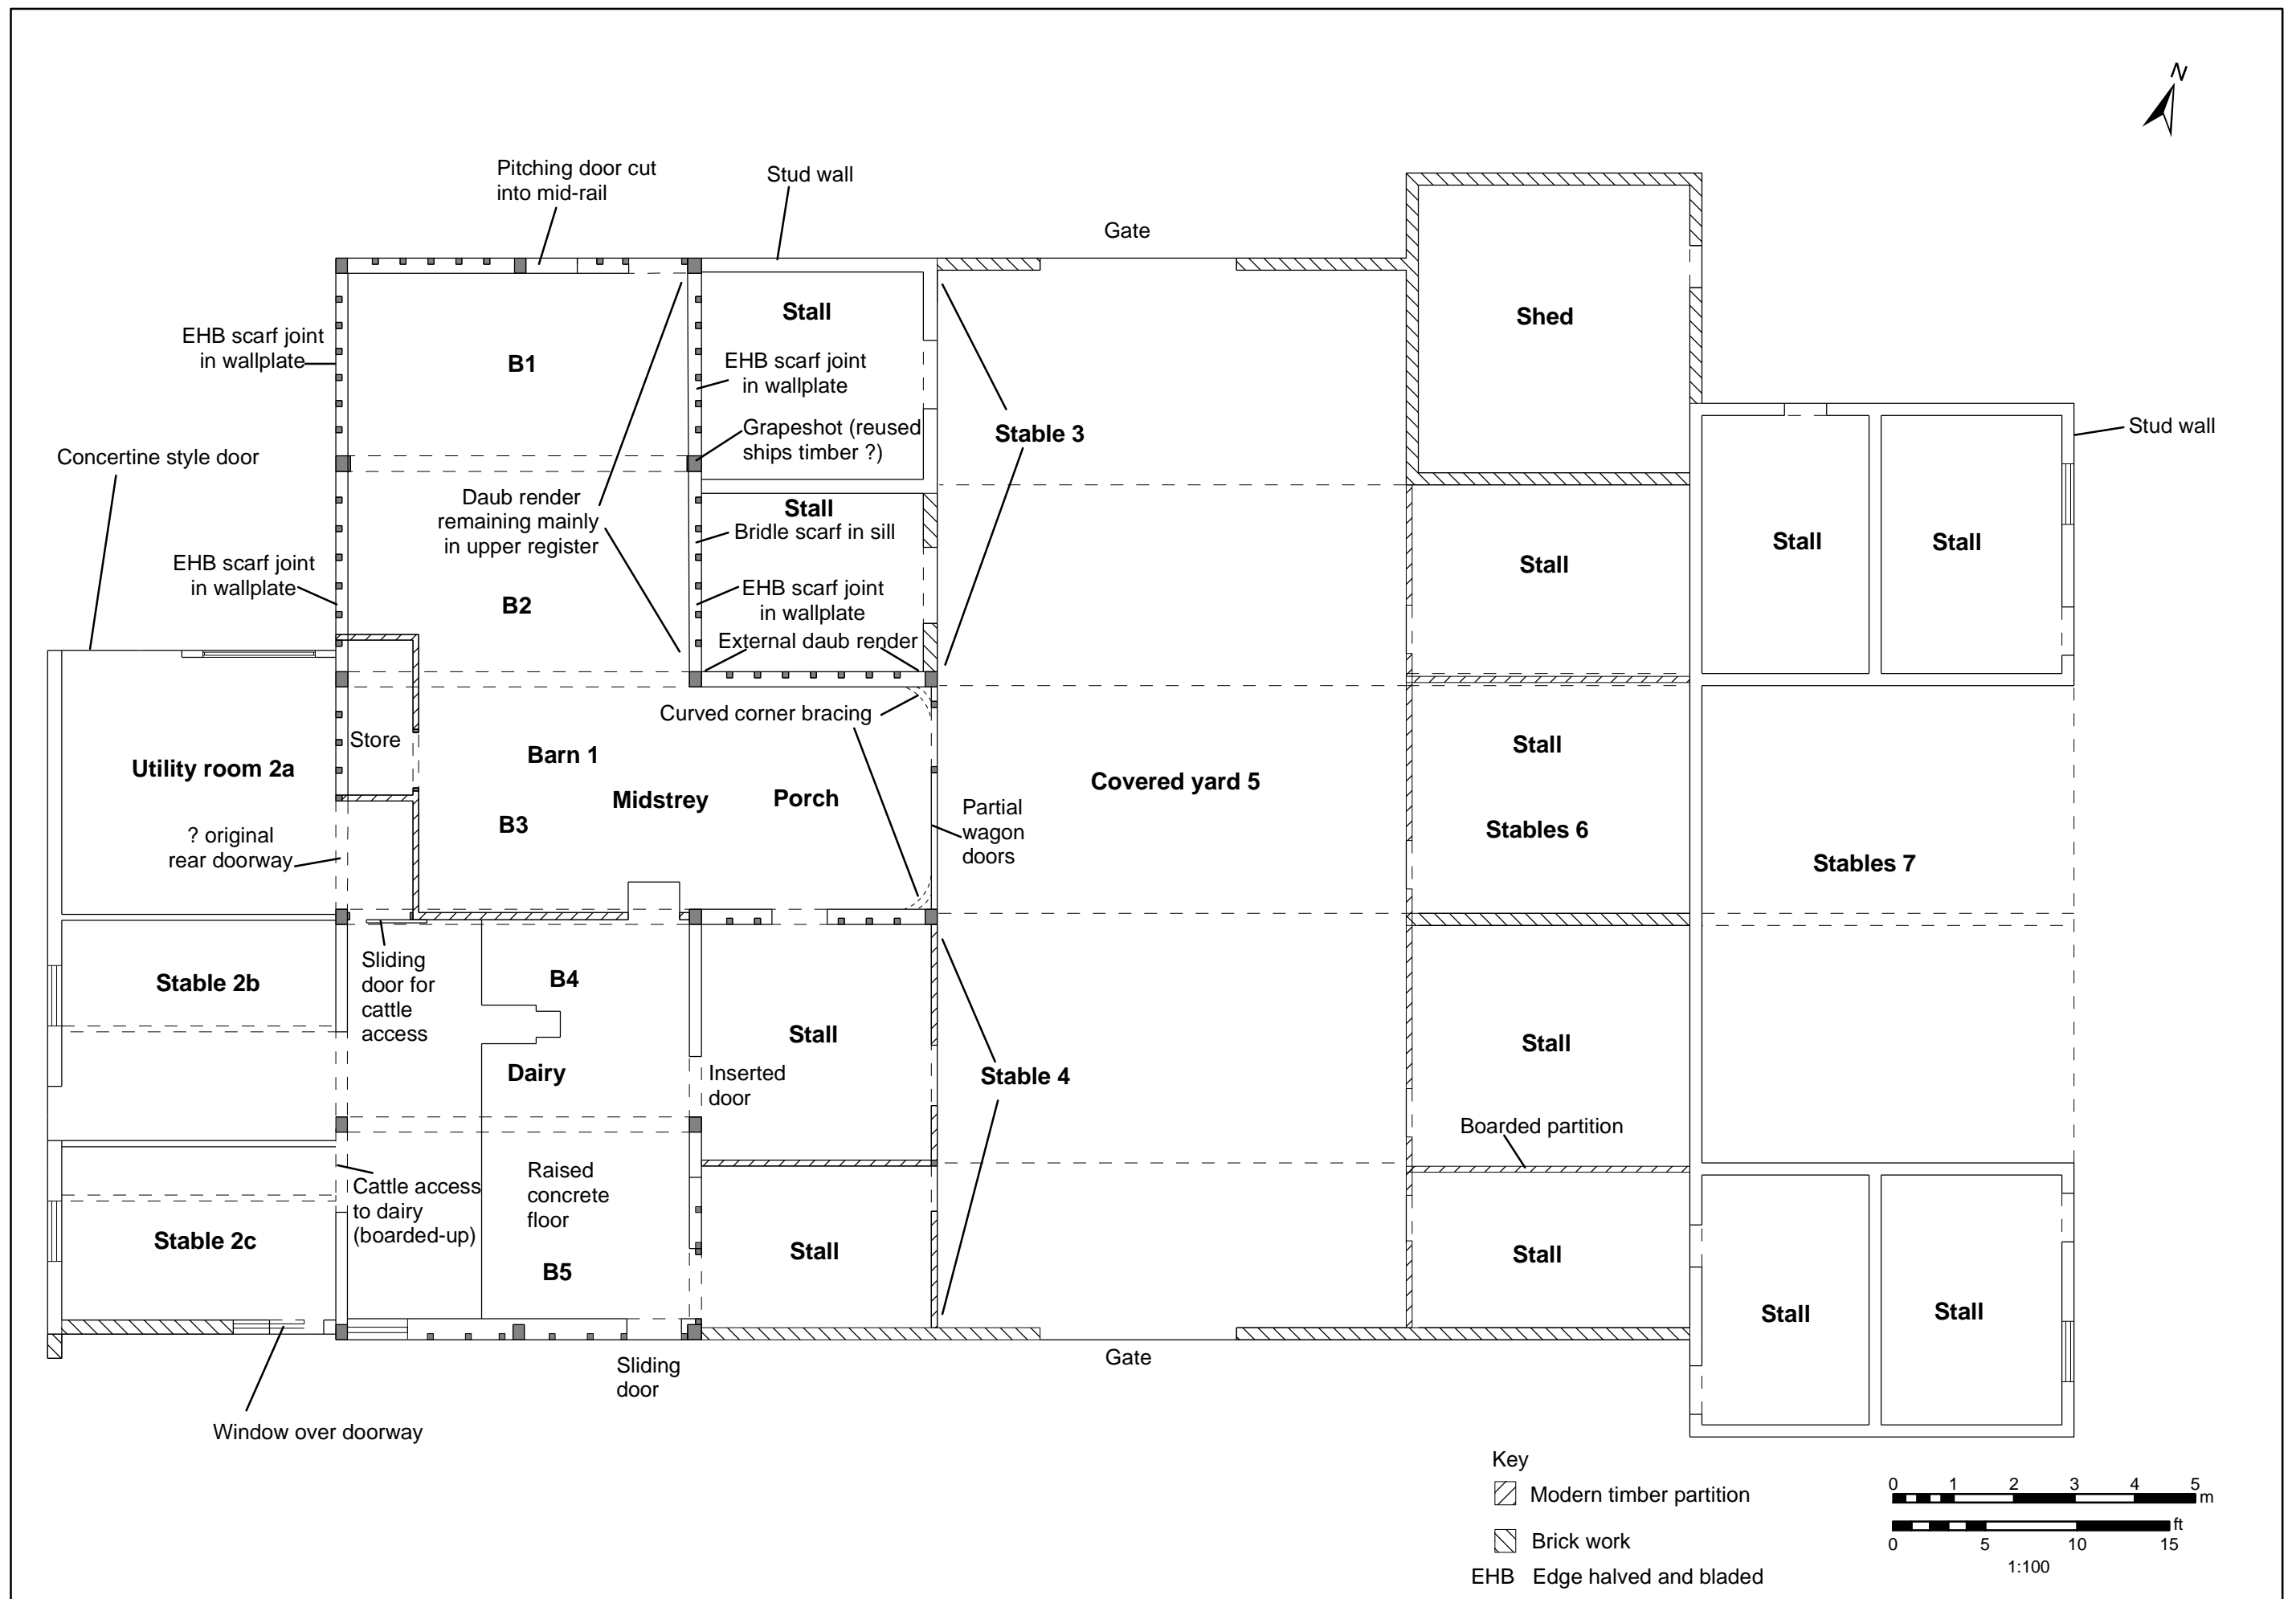 N
Pitching door cut
into mid-rail
Stud wall
Gate
Stall
Shed
EHB scarf joint
in wallplate
B1
EHB scarf joint
in wallplate
Grapeshot (reused
ships timber ?)
Stable 3
Stud wall
Concertine style door
Daub render
remaining mainly
in upper register
Stall
Bridle scarf in sill
Stall
Stall
Stall
EHB scarf joint
in wallplate
B2
EHB scarf joint
in wallplate
External daub render
Curved corner bracing
Store
Utility room 2a
Barn 1
Midstrey
Porch
B3
Covered yard 5
Stall
Partial
wagon
doors
Stables 6
Stables 7
? original
rear doorway
Stable 2b
Sliding
door for
cattle
access
B4
Stall
Stall
Dairy
Inserted
door
Stable 4
Boarded partition
Cattle access
to dairy
(boarded-up)
Raised
concrete
floor
Stable 2c
B5
Stall
Stall
Stall
Stall
Sliding
door
Gate
Window over doorway
Key
Modern timber partition
Brick work
EHB Edge halved and bladed
0 1 2 3 4 5
m
ft
0 5 10 15
1:100